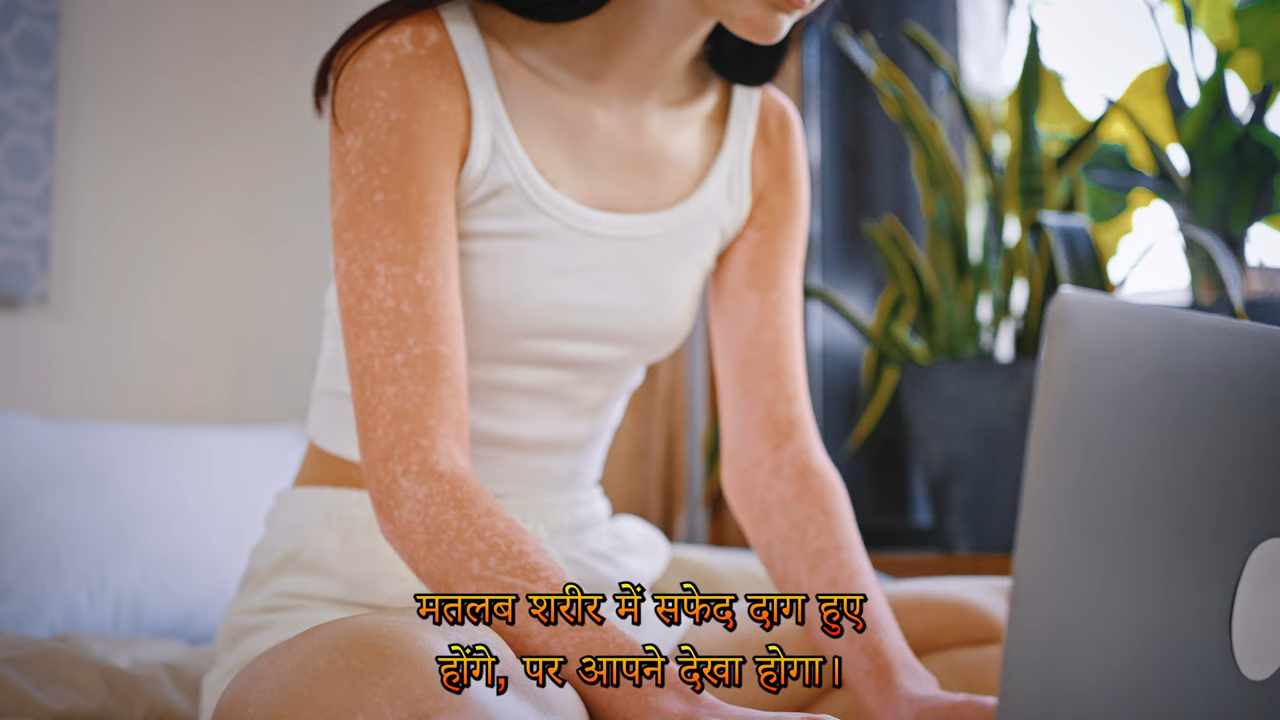 मतलब शरीर में सफेद दाग हुए
होंगे, पर आपने देखा होगा।